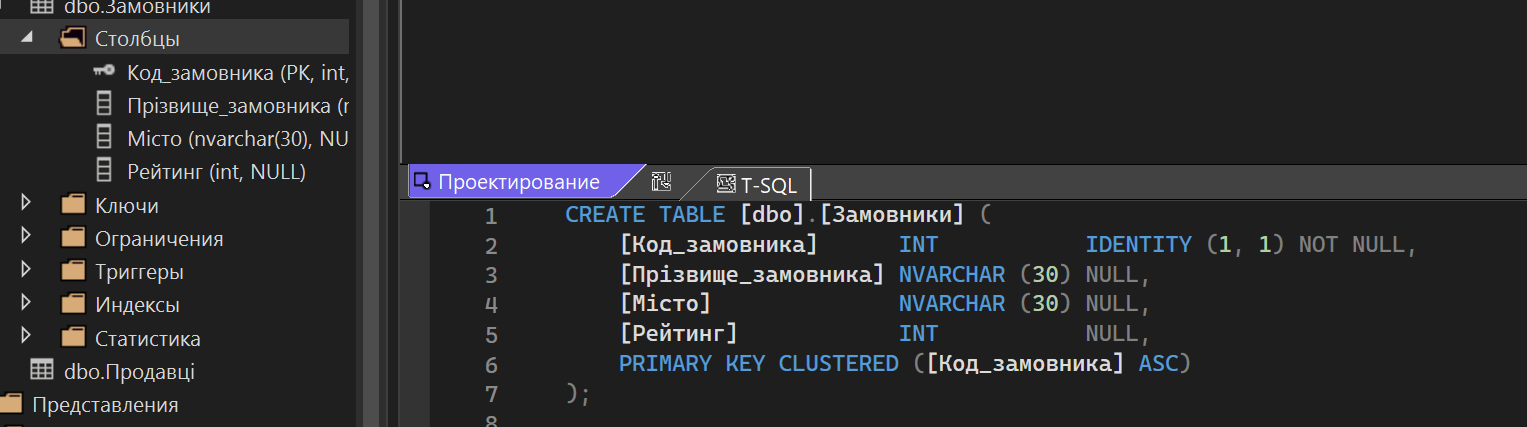 dbo.Замовники
Столбцы
Код_замовника (PK, int,
Прізвище_замовника (r
Місто (nvarchar(30), NU
Рейтинг (int, NULL)
Ключи
Ограничения
Триггеры
Индексы
Статистика
dbo.Продавці
Представления
Проектирование
T-SQL
1 CREATE TABLE [dbo].[Замовники] (
2 [Код_замовника] INT IDENTITY (1, 1) NOT NULL,
3 [Прізвище_замовника] NVARCHAR (30) NULL,
4 [Місто] NVARCHAR (30) NULL,
5 [Рейтинг] INT NULL,
6 PRIMARY KEY CLUSTERED ([Код_замовника] ASC)
7 );
8